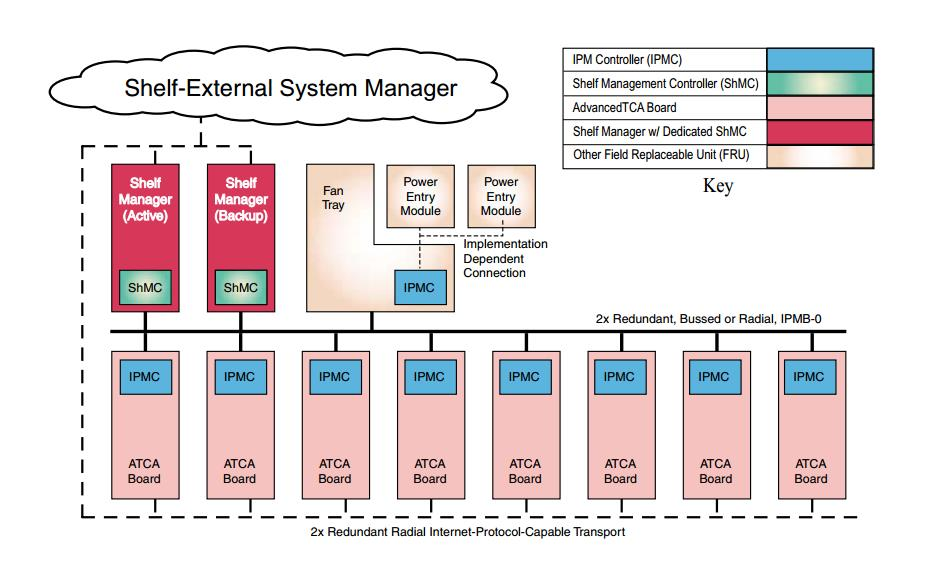 Shelf-External System Manager
IPM Controller (IPMC)
Shelf Management Controller (ShMC)
AdvancedTCA Board
Shelf Manager w/ Dedicated ShMC
Other Field Replaceable Unit (FRU)
Key
Shelf
Manager
(Active)
ShMC
Shelf
Manager
(Backup)
ShMC
Fan
Tray
Power
Entry
Module
Power
Entry
Module
Implementation
Dependent
Connection
IPMC
2x Redundant, Bussed or Radial, IPMB-0
IPMC
IPMC
IPMC
IPMC
IPMC
IPMC
IPMC
IPMC
ATCA
Board
ATCA
Board
ATCA
Board
ATCA
Board
ATCA
Board
ATCA
Board
ATCA
Board
ATCA
Board
2x Redundant Radial Internet-Protocol-Capable Transport